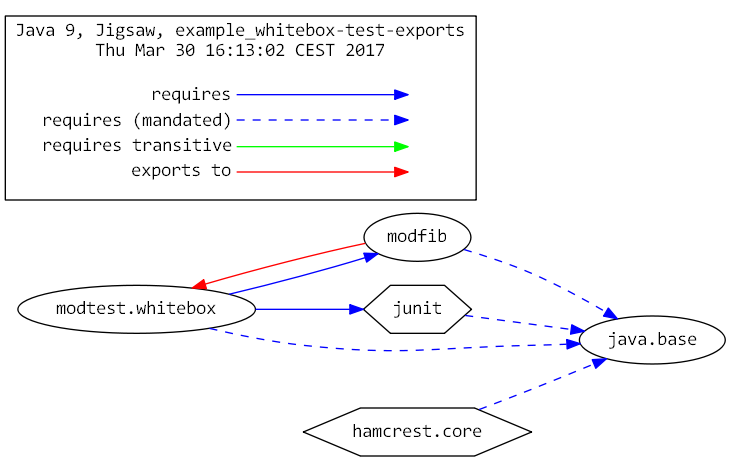 Java 9, Jigsaw, example_whitebox-test-exports
Thu Mar 30 16:13:02 CEST 2017
requires
requires (mandated)
requires transitive
exports to
modfib
modtest.whitebox
junit
java.base
hamcrest.core